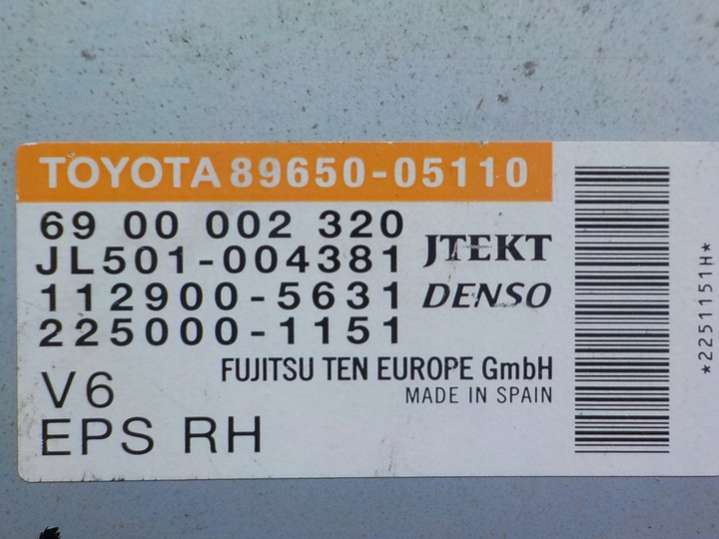 TOYOTA 89650-05110
69 00 002 320
JL501-004381 JTEKT
112900-5631 DENSO
225000-1151
FUJITSU TEN EUROPE GmbH
V6 MADE IN SPAIN
EPS RH
*2251151H*